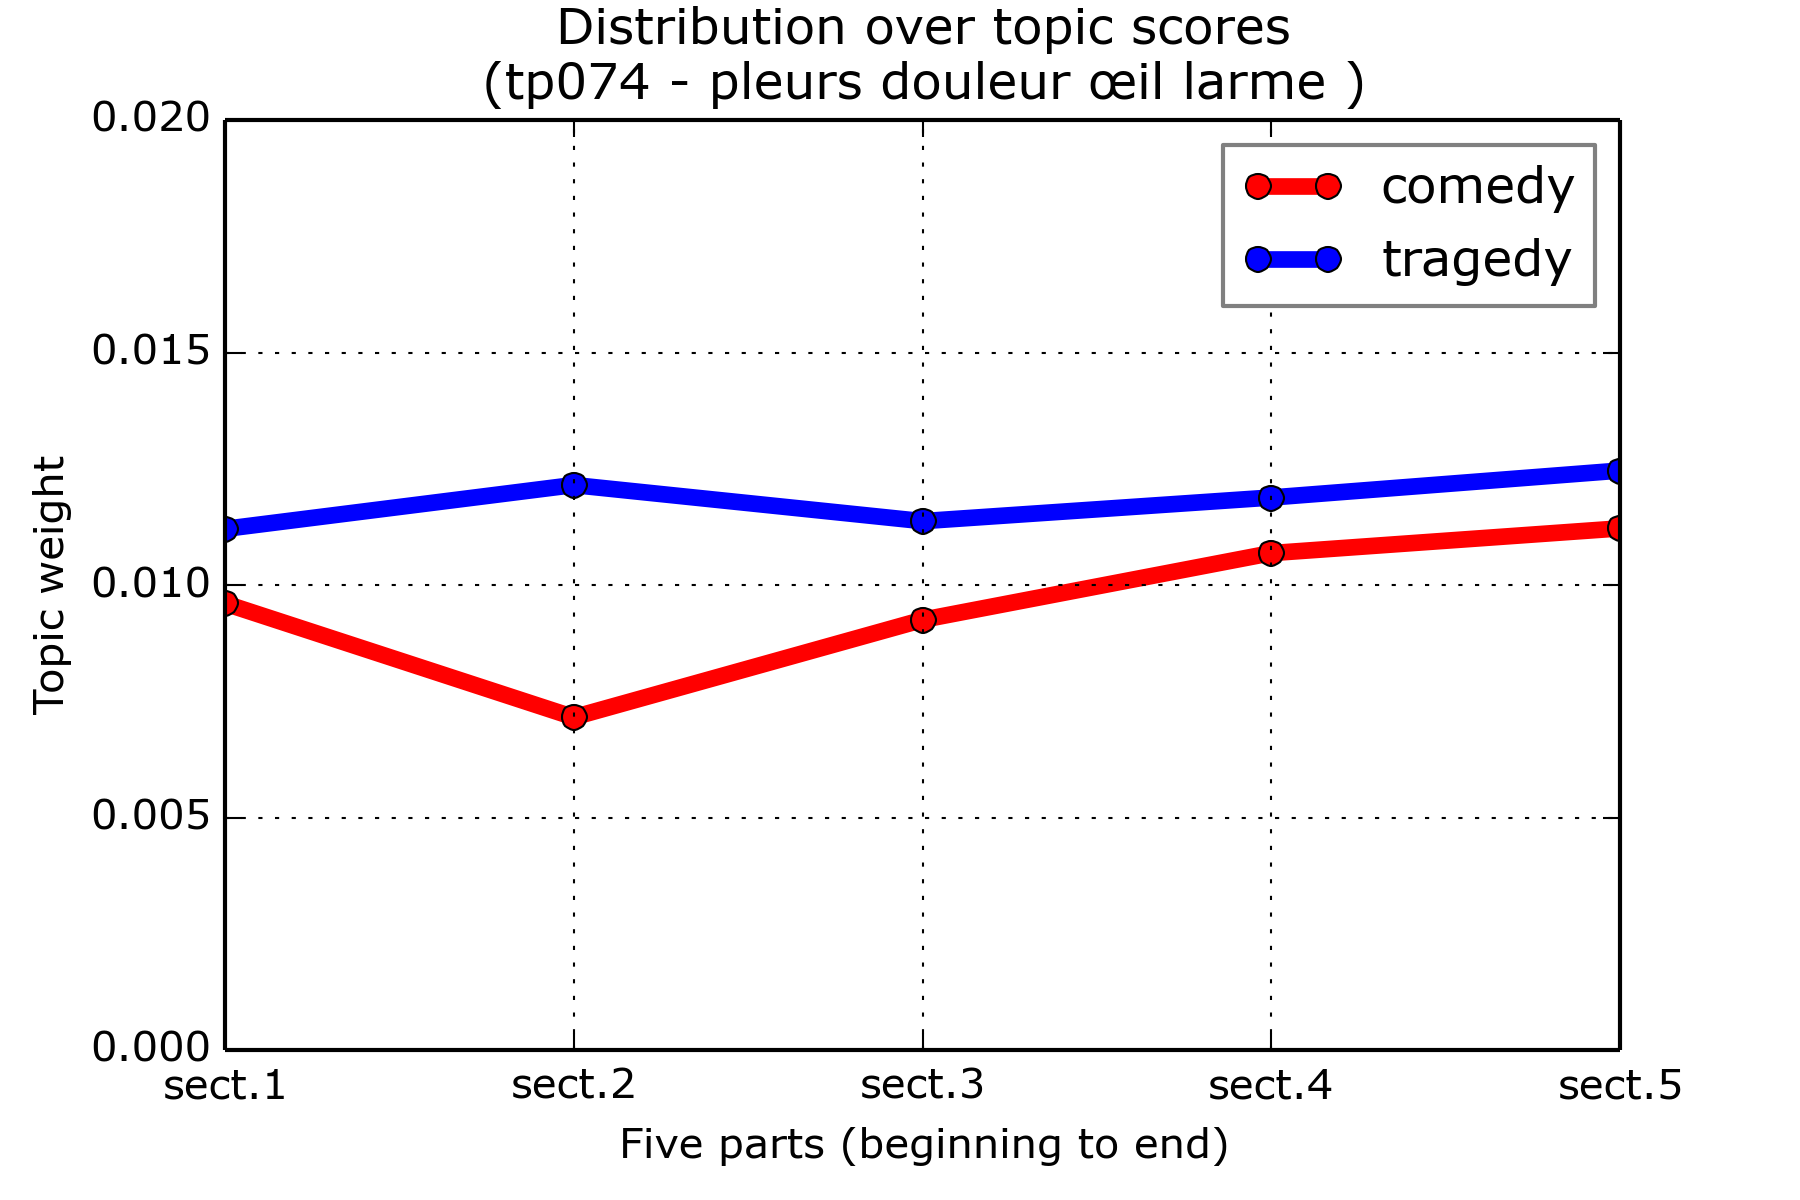 Distribution over topic scores
(tp074 - pleurs douleur œil larme )
0.020
0.015
0.010
0.005
0.000
Topic weight
comedy
tragedy
sect.1 sect.2 sect.3 sect.4 sect.5
Five parts (beginning to end)